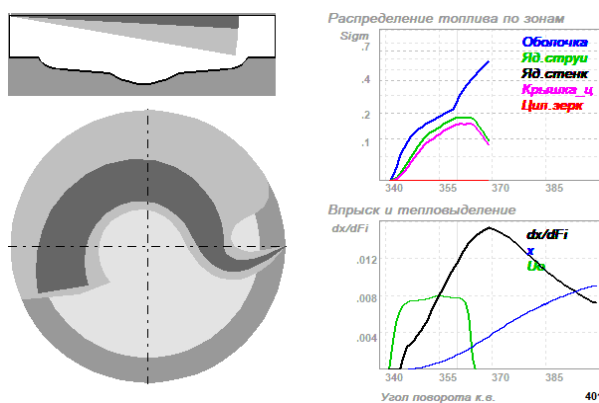 Распределение топлива по зонам
Sigm
.7
.4
.2
.1
Оболочка
Яд.струи
Яд.стенк
Крышка_ц
Цил.зерк
340 355 370 385
Впрыск и тепловыделение
dx/dFi
.012
.008
.004
dx/dFi
x
340 355 370 385
Угол поворота к.в.